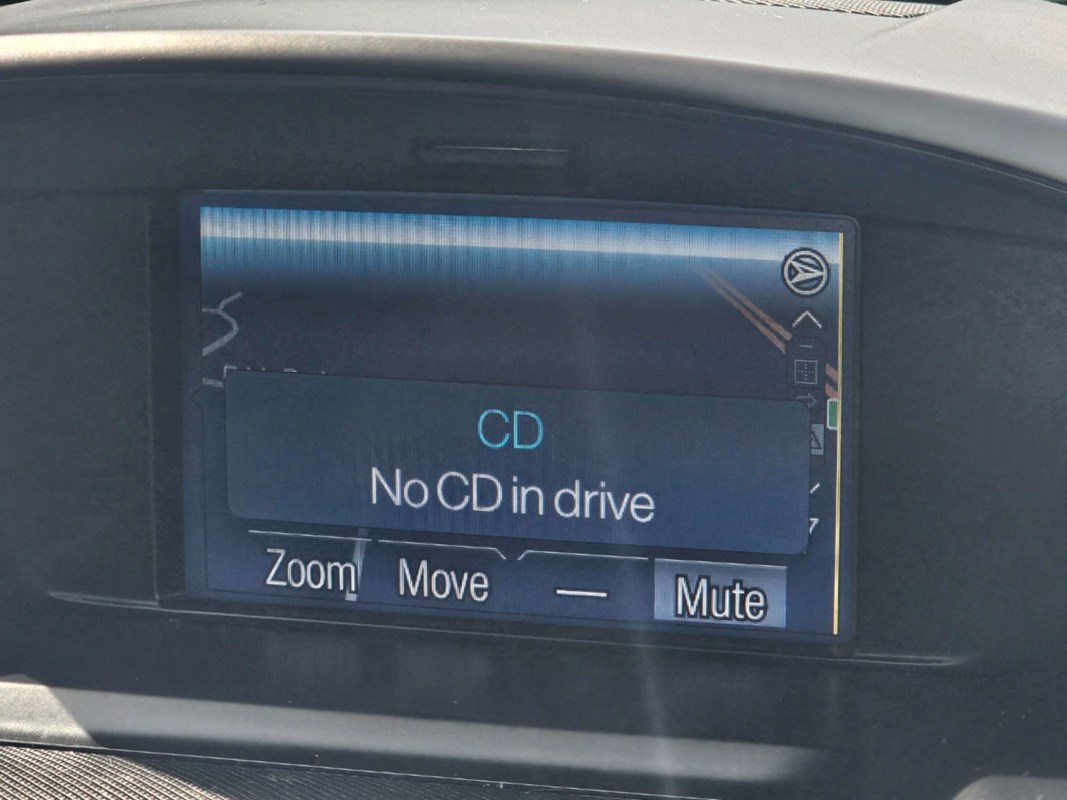 CD
No CD in drive
Zoom Move — Mute